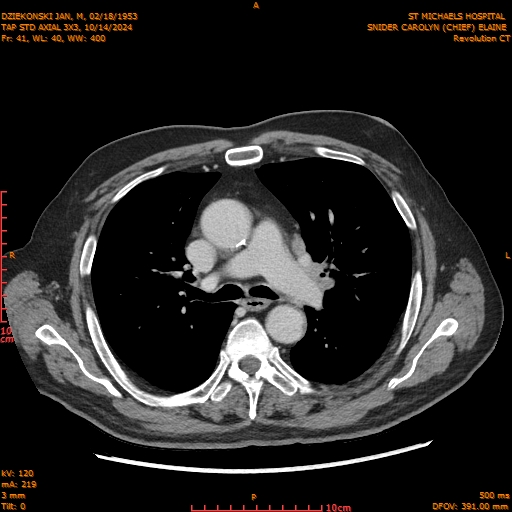 A
DZIEKONSKI JAN, M, 02/18/1953
TAP STD AXIAL 3X3, 10/14/2024
Fr: 41, WL: 40, WW: 400
ST MICHAELS HOSPITAL
SNIDER CAROLYN (CHIEF) ELAINE
Revolution CT
R
L
10
cm
kV: 120
mA: 219
3 mm
Tilt: 0
P
10cm
500 ms
DFOV: 391.00 mm